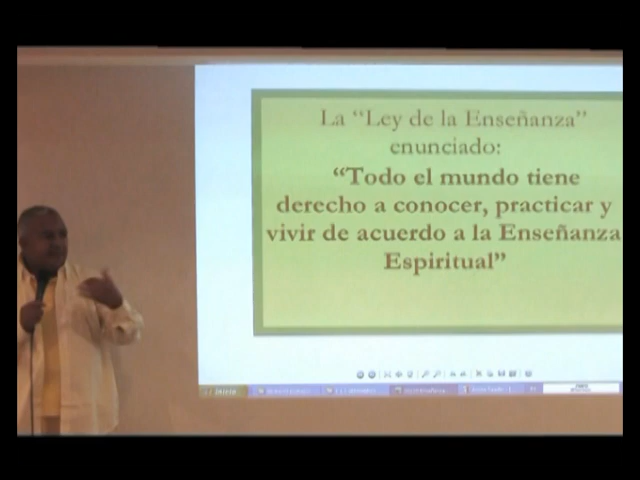 La “Ley de la Enseñanza”
enunciado:
“Todo el mundo tiene
derecho a conocer, practicar y
vivir de acuerdo a la Enseñanza
Espiritual”
Inicio